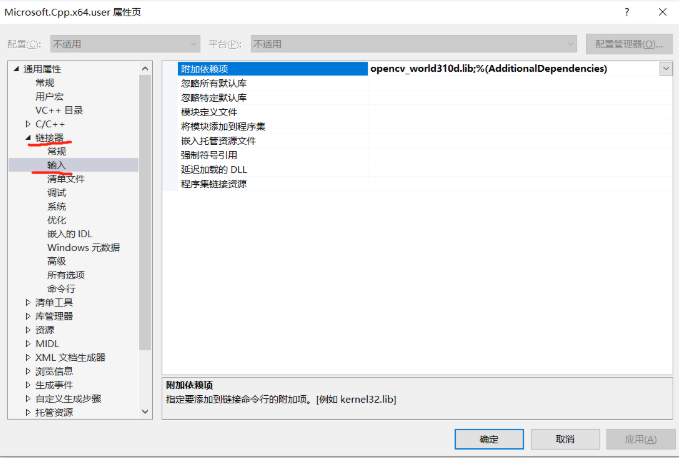 Microsoft.Cpp.x64.user 属性页
配置(C): 不适用 平台(P): 不适用 配置管理器(O)...
通用属性
常规
用户宏
VC++ 目录
C/C++
链接器
常规
输入
清单文件
调试
系统
优化
嵌入的 IDL
Windows 元数据
高级
所有选项
命令行
清单工具
库管理器
资源
MIDL
XML 文档生成器
浏览信息
生成事件
自定义生成步骤
托管资源
附加依赖项 opencv_world310d.lib;%(AdditionalDependencies)
忽略所有默认库
忽略特定默认库
模块定义文件
将模块添加到程序集
嵌入托管资源文件
强制符号引用
延迟加载的 DLL
程序集链接资源
附加依赖项
指定要添加到链接命令行的附加项。[例如 kernel32.lib]
确定 取消 应用(A)